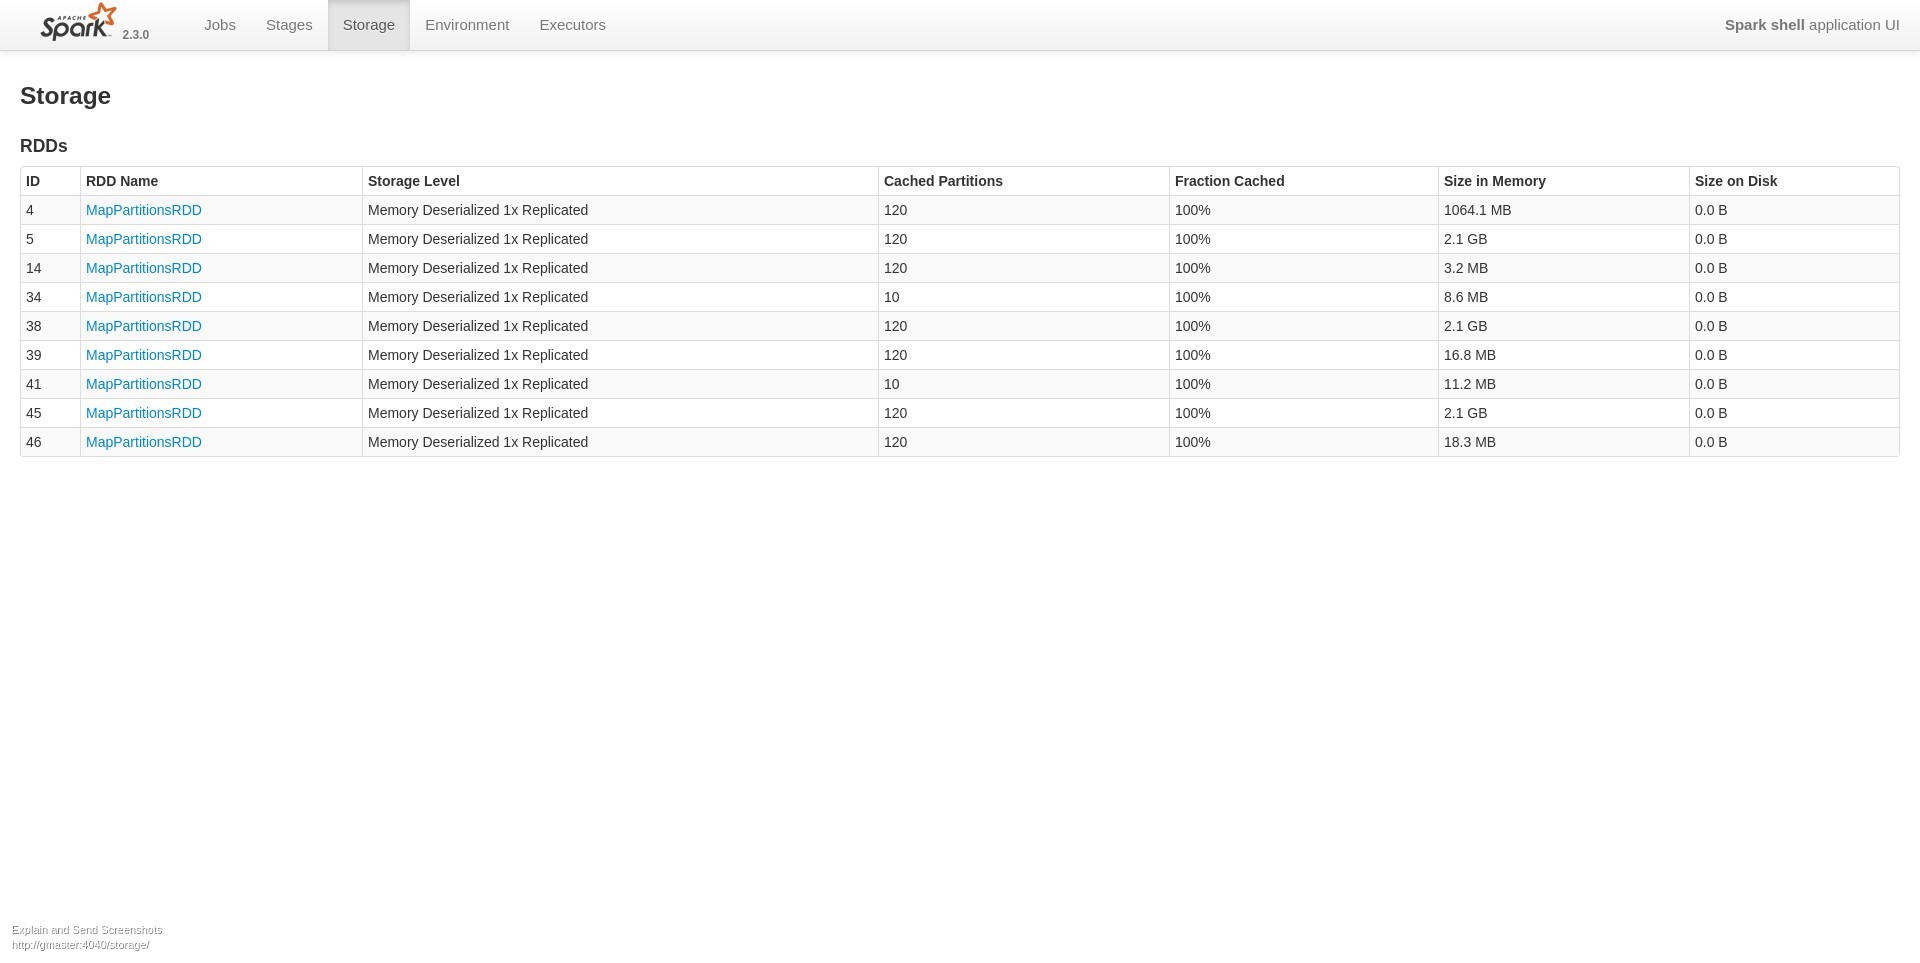 APACHE Spark 2.3.0 Jobs Stages Storage Environment Executors Spark shell application UI
Storage
RDDs
ID RDD Name Storage Level Cached Partitions Fraction Cached Size in Memory Size on Disk
4 MapPartitionsRDD Memory Deserialized 1x Replicated 120 100% 1064.1 MB 0.0 B
5 MapPartitionsRDD Memory Deserialized 1x Replicated 120 100% 2.1 GB 0.0 B
14 MapPartitionsRDD Memory Deserialized 1x Replicated 120 100% 3.2 MB 0.0 B
34 MapPartitionsRDD Memory Deserialized 1x Replicated 10 100% 8.6 MB 0.0 B
38 MapPartitionsRDD Memory Deserialized 1x Replicated 120 100% 2.1 GB 0.0 B
39 MapPartitionsRDD Memory Deserialized 1x Replicated 120 100% 16.8 MB 0.0 B
41 MapPartitionsRDD Memory Deserialized 1x Replicated 10 100% 11.2 MB 0.0 B
45 MapPartitionsRDD Memory Deserialized 1x Replicated 120 100% 2.1 GB 0.0 B
46 MapPartitionsRDD Memory Deserialized 1x Replicated 120 100% 18.3 MB 0.0 B
Explain and Send Screenshots
http://gmaster:4040/storage/